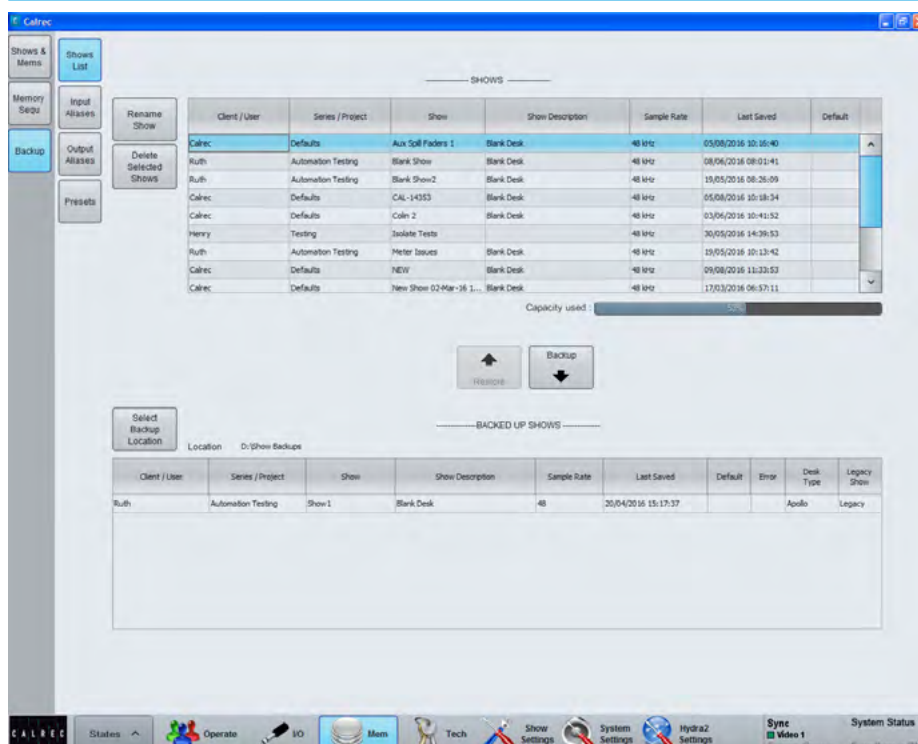 Calrec
Shows & Mems
Shows List
SHOWS
Memory Sequ
Input Aliases
Rename Show
Client / User Series / Project Show Show Description Sample Rate Last Saved Default
Backup
Output Aliases
Delete Selected Shows
Presets
Calrec Defaults Aux Spill Faders 1 Blank Desk 48 kHz 05/08/2016 10:16:40
Ruth Automation Testing Blank Show Blank Desk 48 kHz 08/06/2016 08:01:41
Ruth Automation Testing Blank Show2 Blank Desk 48 kHz 19/05/2016 08:26:09
Calrec Defaults CAL-14353 Blank Desk 48 kHz 05/08/2016 10:18:34
Calrec Defaults Colin 2 Blank Desk 48 kHz 03/06/2016 10:41:52
Henry Testing Isolate Tests 48 kHz 30/05/2016 14:39:53
Ruth Automation Testing Meter Issues Blank Desk 48 kHz 19/05/2016 10:13:42
Calrec Defaults NEW Blank Desk 48 kHz 09/08/2016 11:33:53
Calrec Defaults New Show 02-Mar-16 1... Blank Desk 48 kHz 17/03/2016 06:57:11
Capacity used :
Restore
Backup
Select Backup Location
BACKED UP SHOWS
Location D:\Show Backups
Client / User Series / Project Show Show Description Sample Rate Last Saved Default Error Desk Type Legacy Show
Ruth Automation Testing Show1 Blank Desk 48 20/04/2016 15:17:37 Apollo Legacy
CALREC States Operate I/O Mem Tech Show Settings System Settings Hydra2 Settings Sync Video 1 System Status